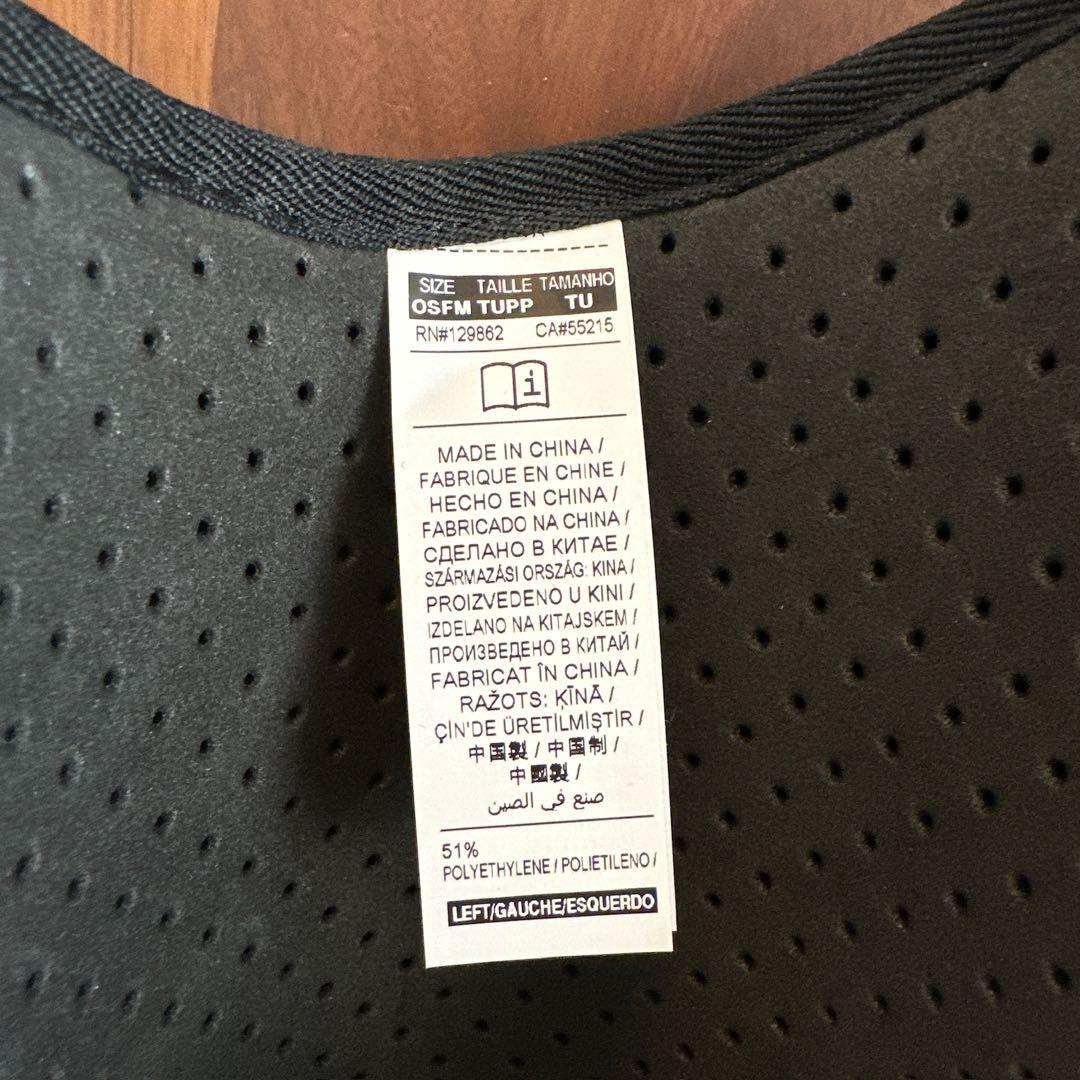 SIZE TAILLE TAMANHO
OSFM TUPP TU
RN#129862 CA#55215
i
MADE IN CHINA /
FABRIQUE EN CHINE /
HECHO EN CHINA /
FABRICADO NA CHINA /
СДЕЛАНО В КИТАЕ /
SZÁRMAZÁSI ORSZÁG: KINA /
PROIZVEDENO U KINI /
IZDELANO NA KITAJSKEM /
ПРОИЗВЕДЕНО В КИТАЙ /
FABRICAT ÎN CHINA /
RAŽOTS: ĶĪNĀ /
ÇİN'DE ÜRETİLMİŞTİR /
中国製 / 中国制 /
中國製 /
صنع في الصين
51%
POLYETHYLENE / POLIETILENO /
LEFT/GAUCHE/ESQUERDO